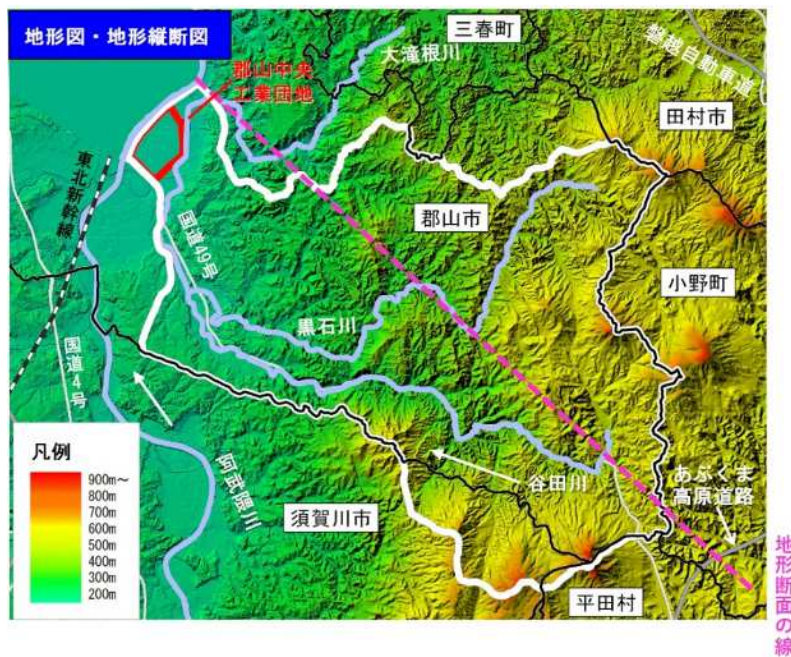 地形図・地形縦断図
三春町
大滝根川
磐越自動車道
郡山中央
工業団地
田村市
東北新幹線
郡山市
国道49号
小野町
黒石川
国道4号
凡例
900m～
800m
700m
600m
500m
400m
300m
200m
阿武隈川
須賀川市
谷田川
あぶくま
高原道路
平田村
地形断面の線